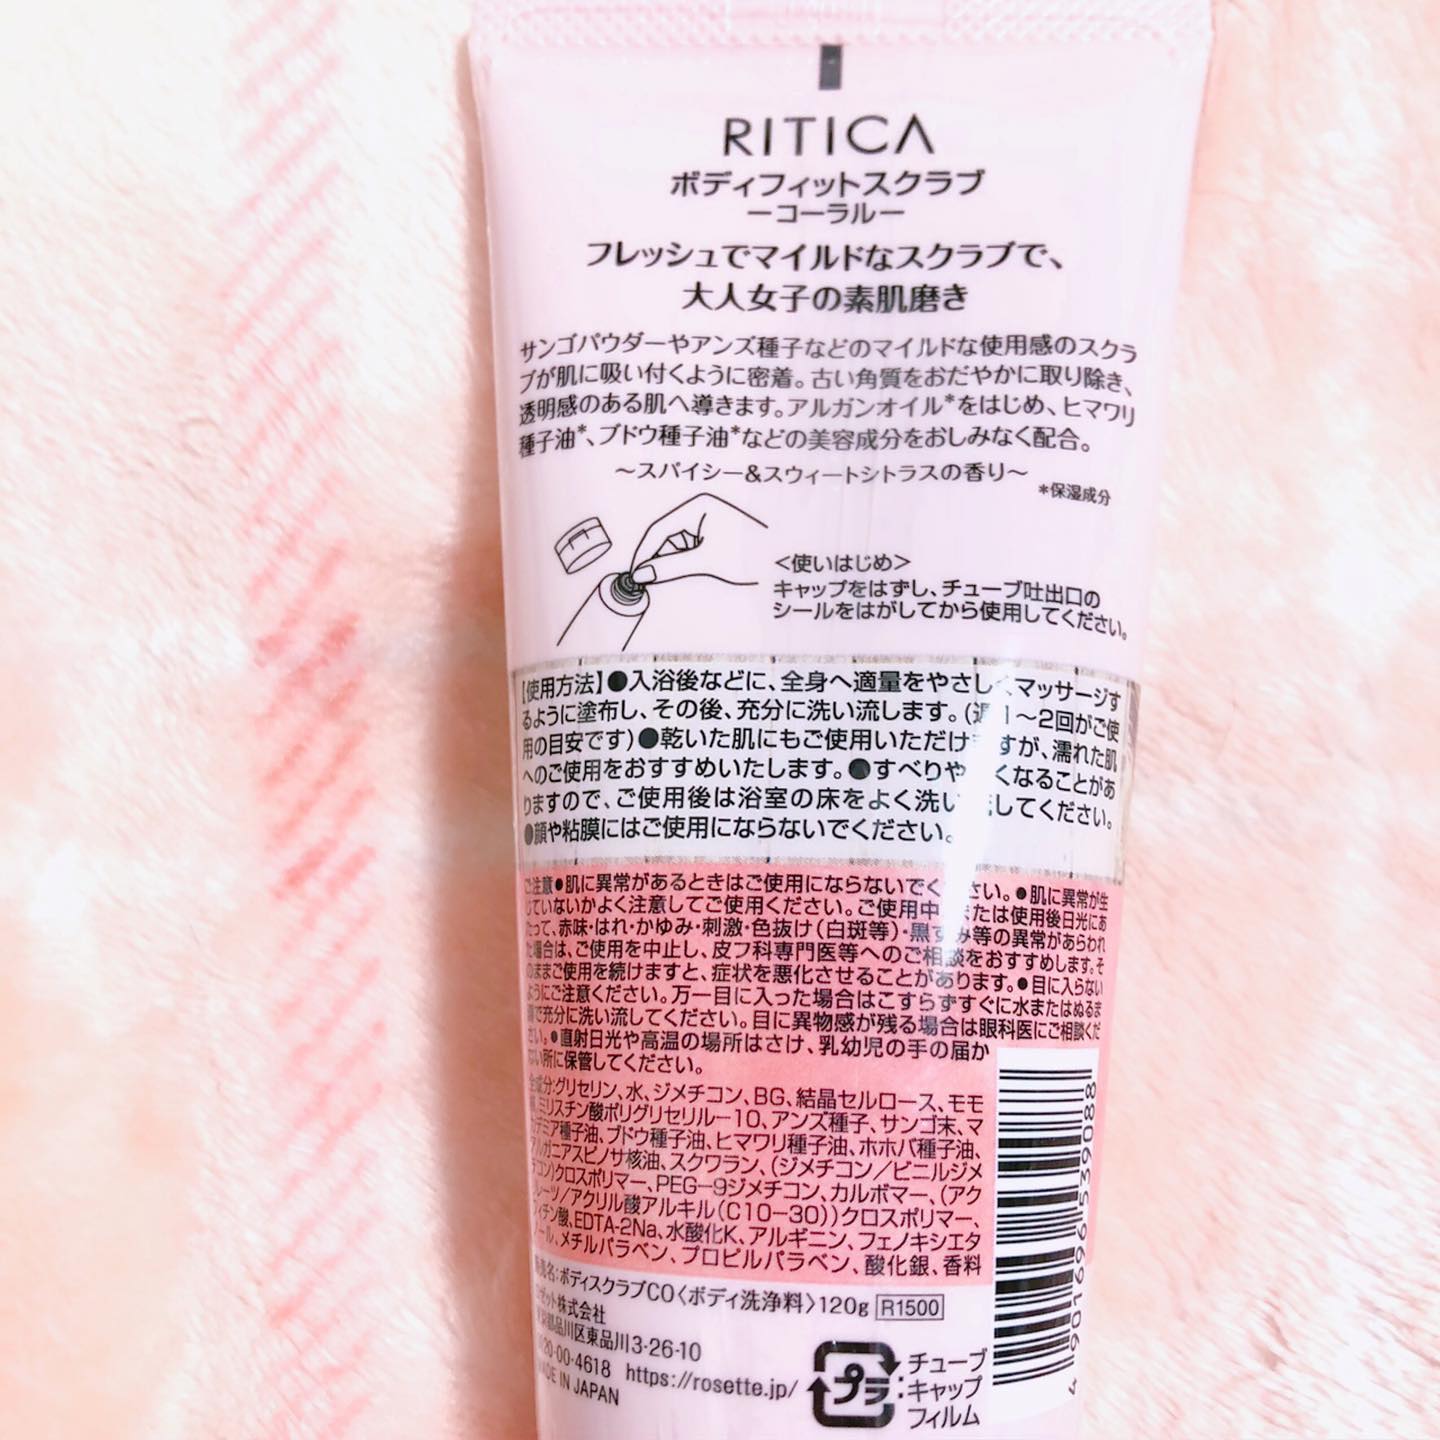 RITICA
ボディフィットスクラブ
ーコーラルー
フレッシュでマイルドなスクラブで、
大人女子の素肌磨き
サンゴパウダーやアンズ種子などのマイルドな使用感のスクラ
ブが肌に吸い付くように密着。古い角質をおだやかに取り除き、
透明感のある肌へ導きます。アルガンオイル*をはじめ、ヒマワリ
種子油*、ブドウ種子油*などの美容成分をおしみなく配合。
～スパイシー&スウィートシトラスの香り～
*保湿成分
<使いはじめ>
キャップをはずし、チューブ吐出口の
シールをはがしてから使用してください。
【使用方法】●入浴後などに、全身へ適量をやさしくマッサージす
るように塗布し、その後、充分に洗い流します。(週1～2回がご使
用の目安です)●乾いた肌にもご使用いただけますが、濡れた肌
へのご使用をおすすめいたします。●すべりやすくなることがあ
りますので、ご使用後は浴室の床をよく洗い流してください。
●顔や粘膜にはご使用にならないでください。
ご注意●肌に異常があるときはご使用にならないでください。●肌に異常が生
じていないかよく注意してご使用ください。ご使用中、または使用後日光にあ
たって、赤味・はれ・かゆみ・刺激・色抜け(白斑等)・黒ずみ等の異常があらわれ
た場合は、ご使用を中止し、皮フ科専門医等へのご相談をおすすめします。そ
のままご使用を続けますと、症状を悪化させることがあります。●目に入らない
ようにご注意ください。万一目に入った場合はこすらずすぐに水またはぬるま
湯で充分に洗い流してください。目に異物感が残る場合は眼科医にご相談くだ
さい。●直射日光や高温の場所はさけ、乳幼児の手の届か
ない所に保管してください。
全成分:グリセリン、水、ジメチコン、BG、結晶セルロース、モモ
ミリスチン酸ポリグリセリル-10、アンズ種子、サンゴ末、マ
カデミア種子油、ブドウ種子油、ヒマワリ種子油、ホホバ種子油、
アルガニアスピノサ核油、スクワラン、(ジメチコン/ビニルジメ
チコン)クロスポリマー、PEG-9ジメチコン、カルボマー、(アク
リレーツ/アクリル酸アルキル(C10-30))クロスポリマー、
フィチン酸、EDTA-2Na、水酸化K、アルギニン、フェノキシエタ
ノール、メチルパラベン、プロピルパラベン、酸化銀、香料
販売名:ボディスクラブCO〈ボディ洗浄料〉120g R1500
ロゼット株式会社
東京都品川区東品川3-26-10
0120-00-4618 https://rosette.jp/
MADE IN JAPAN
プラ
チューブ
:キャップ
フィルム
4 901696 539088